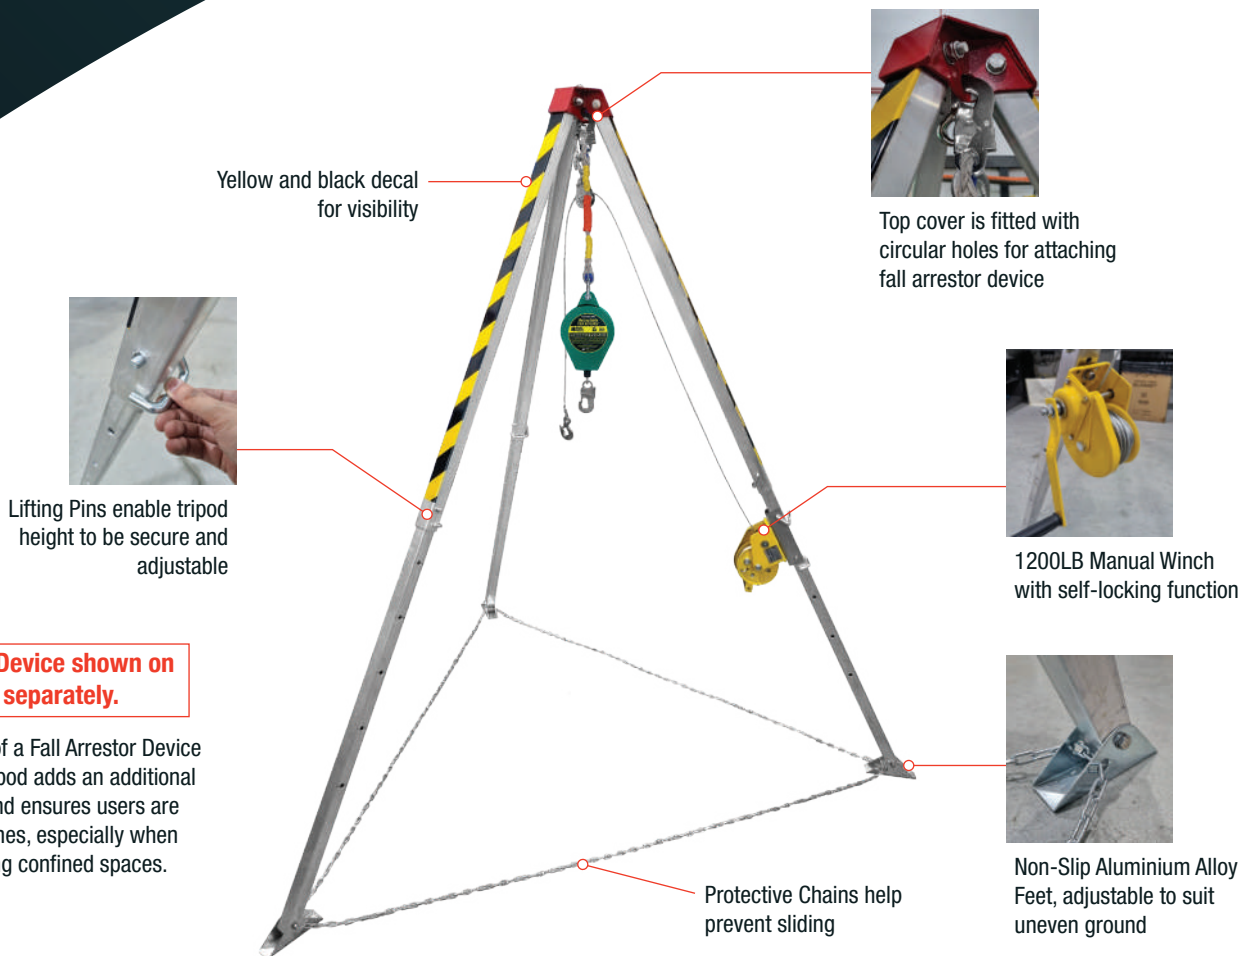 Yellow and black decal
for visibility
Top cover is fitted with
circular holes for attaching
fall arrestor device
Lifting Pins enable tripod
height to be secure and
adjustable
1200LB Manual Winch
with self-locking function
Device shown on
separately.
of a Fall Arrestor Device
adds an additional
ensures users are
especially when
confined spaces.
Protective Chains help
prevent sliding
Non-Slip Aluminium Alloy
Feet, adjustable to suit
uneven ground